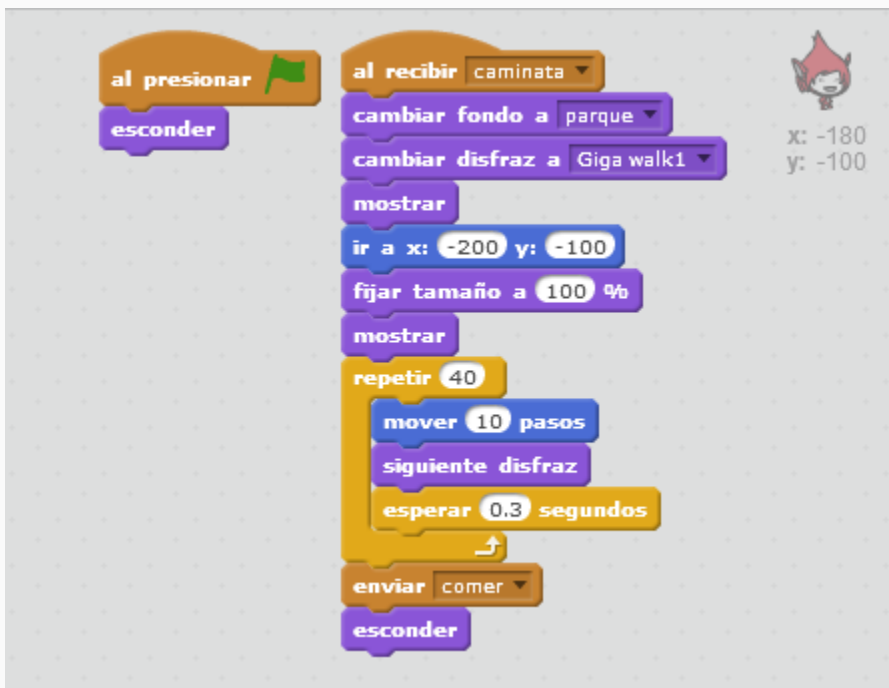 al presionar
esconder
al recibir caminata
cambiar fondo a parque
cambiar disfraz a Giga walk1
mostrar
ir a x: -200 y: -100
fijar tamaño a 100 %
mostrar
repetir 40
mover 10 pasos
siguiente disfraz
esperar 0.3 segundos
enviar comer
esconder
x: -180
y: -100